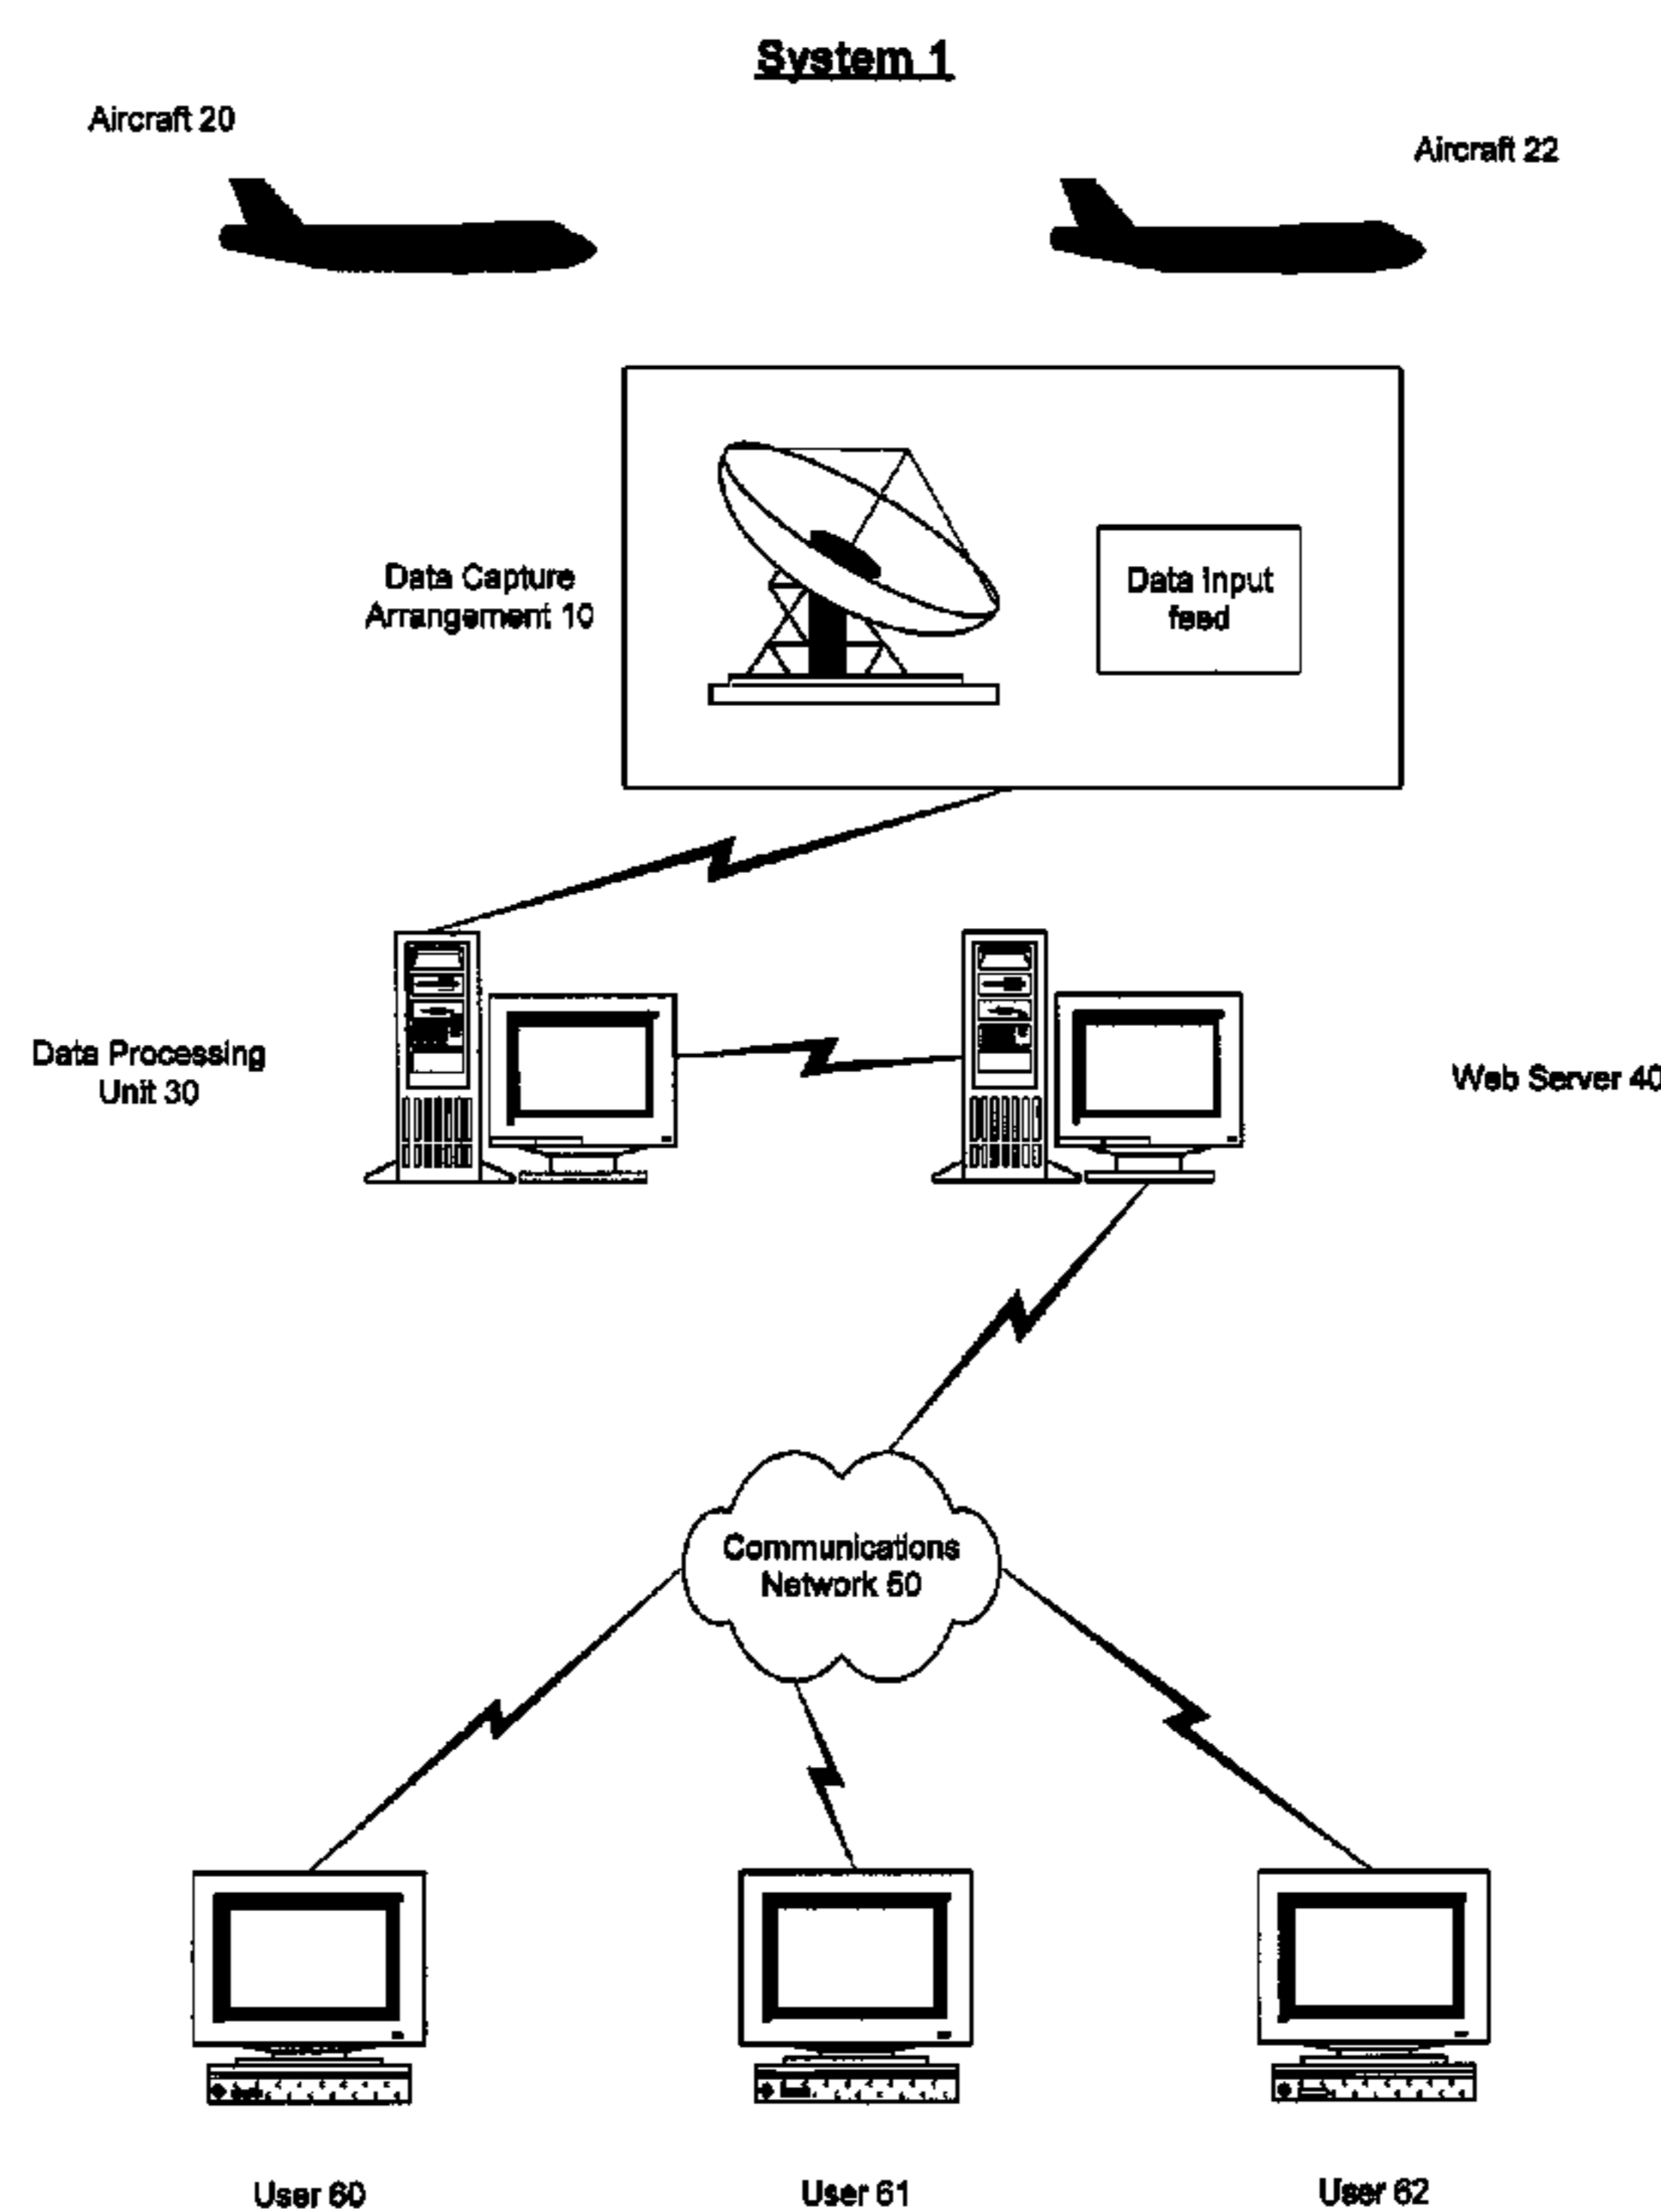 System 1
Aircraft 20
Aircraft 22
Data Capture
Arrangement 10
Data Input
feed
Data Processing
Unit 30
Web Server 40
Communications
Network 50
User 60
User 61
User 62